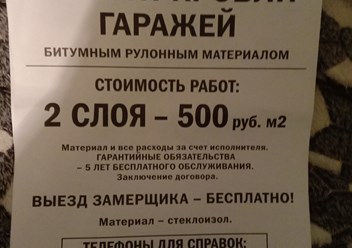 ГАРАЖЕЙ
БИТУМНЫМ РУЛОННЫМ МАТЕРИАЛОМ
СТОИМОСТЬ РАБОТ:
2 СЛОЯ – 500 руб. м2
Материал и все расходы за счет исполнителя.
ГАРАНТИЙНЫЕ ОБЯЗАТЕЛЬСТВА
– 5 ЛЕТ БЕСПЛАТНОГО ОБСЛУЖИВАНИЯ.
Заключение договора.
ВЫЕЗД ЗАМЕРЩИКА – БЕСПЛАТНО!
Материал – стеклоизол.
ТЕЛЕФОНЫ ДЛЯ СПРАВОК: